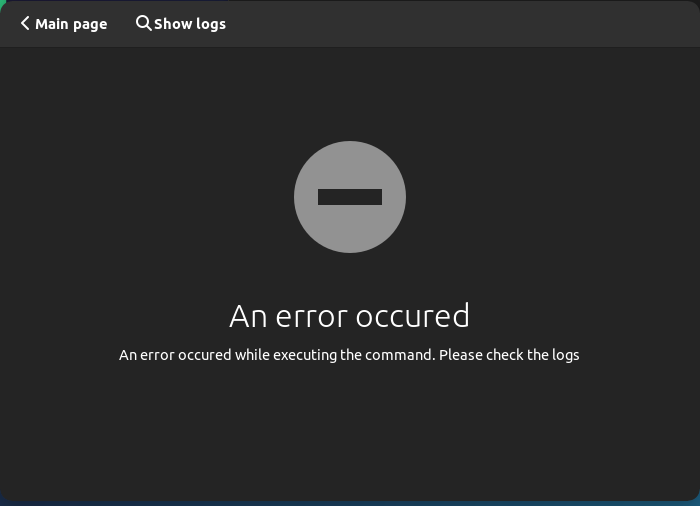 Main page
Show logs
An error occured
An error occured while executing the command. Please check the logs